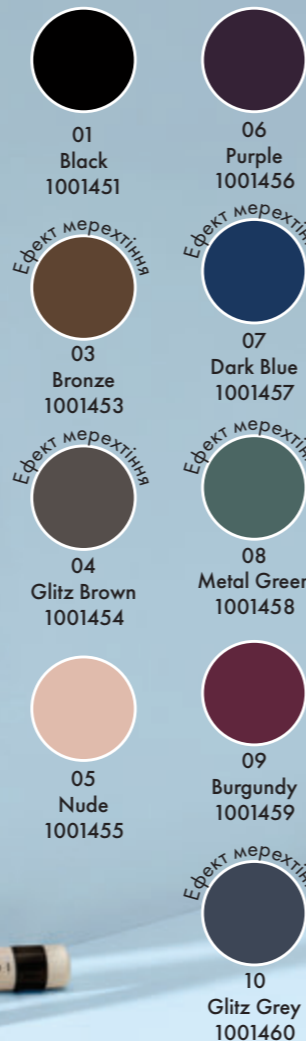 01
Black
1001451
Ефект мерехтіння
03
Bronze
1001453
Ефект мерехтіння
04
Glitz Brown
1001454
05
Nude
1001455
06
Purple
1001456
Ефект мерехтіння
07
Dark Blue
1001457
Ефект мерехтіння
08
Metal Green
1001458
09
Burgundy
1001459
Ефект мерехтіння
10
Glitz Grey
1001460